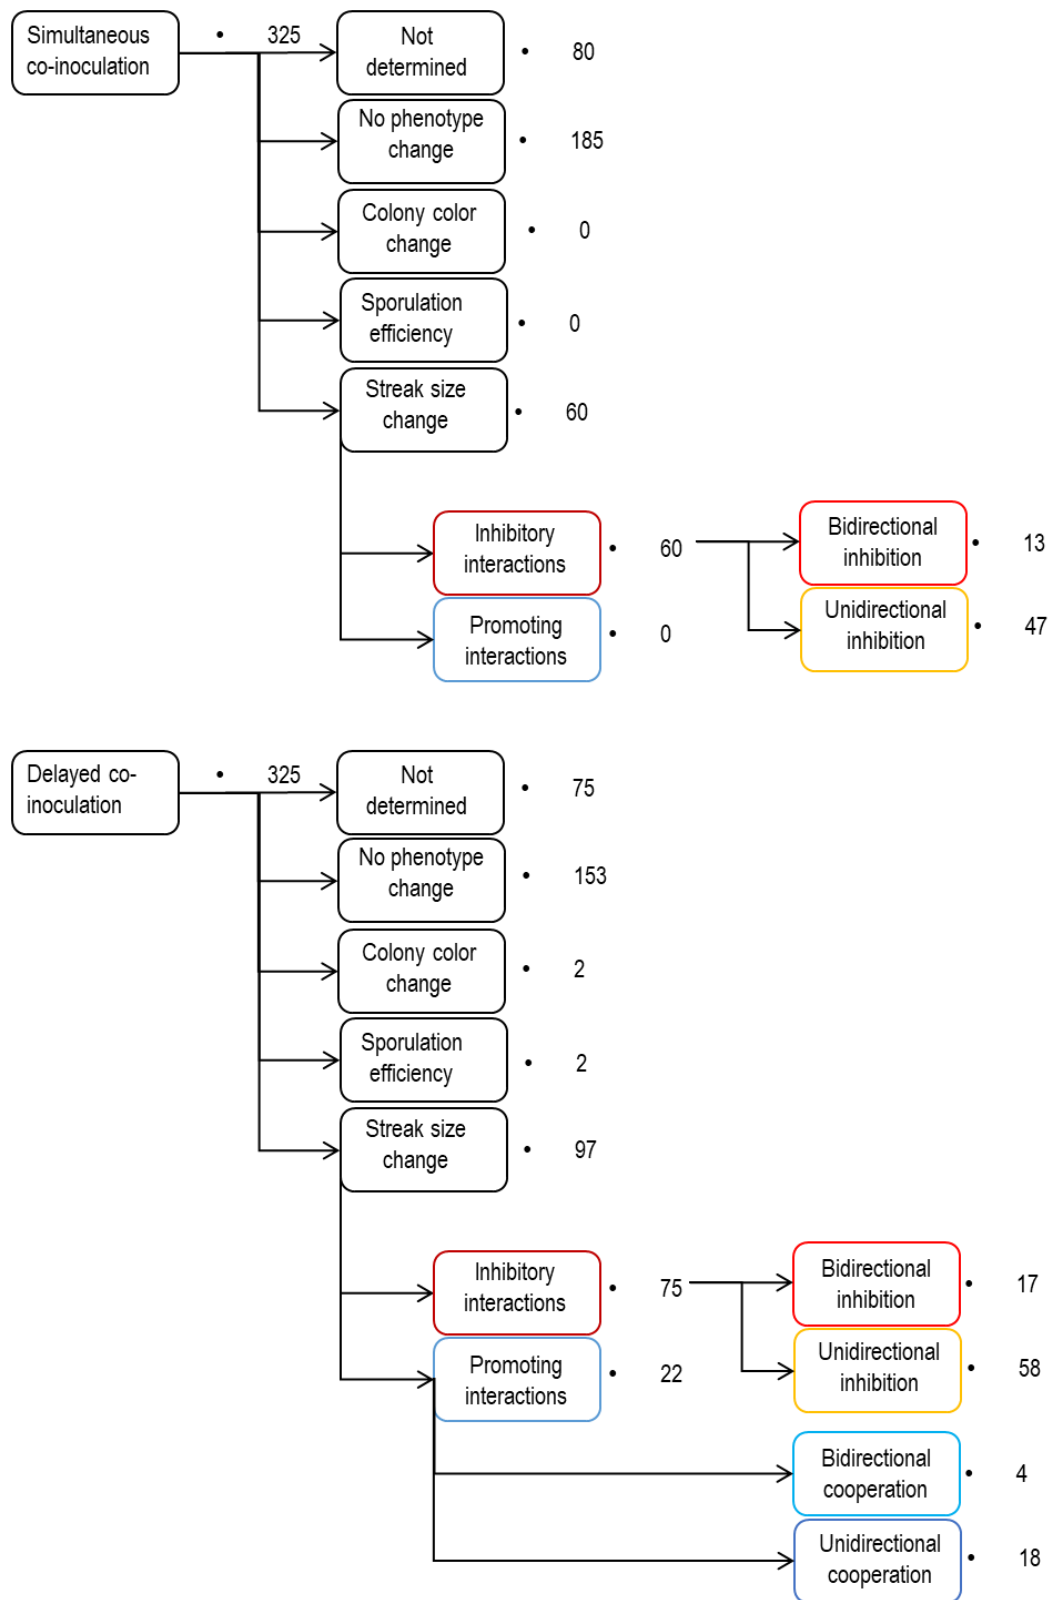 Simultaneous
co-inoculation
• 325
Not
determined
• 80
No phenotype
change
• 185
Colony color
change
• 0
Sporulation
efficiency
• 0
Streak size
change
• 60
Inhibitory
interactions
• 60
Bidirectional
inhibition
• 13
Unidirectional
inhibition
• 47
Promoting
interactions
• 0
Delayed co-
inoculation
• 325
Not
determined
• 75
No phenotype
change
• 153
Colony color
change
• 2
Sporulation
efficiency
• 2
Streak size
change
• 97
Inhibitory
interactions
• 75
Bidirectional
inhibition
• 17
Unidirectional
inhibition
• 58
Promoting
interactions
• 22
Bidirectional
cooperation
• 4
Unidirectional
cooperation
• 18